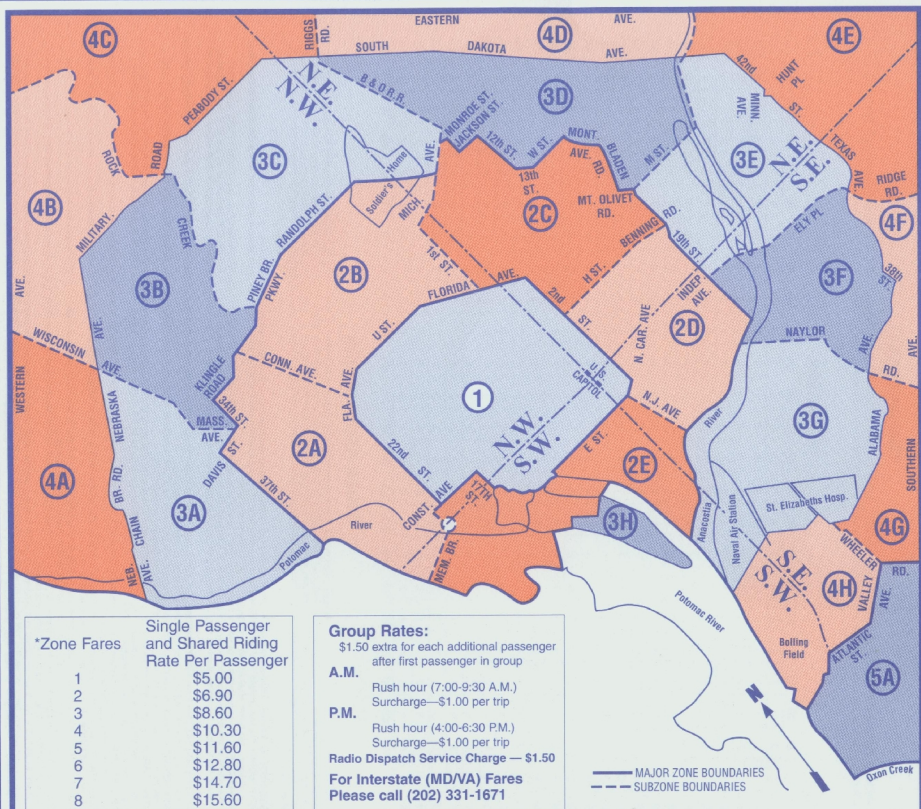 4C
RIGGS RD.
EASTERN AVE.
4D
4E
SOUTH DAKOTA AVE.
42nd ST.
HUNT PL
PEABODY ST.
N.E.
N.W.
B & O R.R.
3D
MINN. AVE.
MONROE ST.
JACKSON ST.
12th ST.
W ST.
MONT. AVE.
BLADEN RD.
M ST.
3E
N.E.
S.E.
TEXAS AVE.
ROCK CREEK
ROAD
3C
Soldier's Home
AVE.
MICH.
13th ST.
2C
MT. OLIVET RD.
RIDGE RD.
4B
MILITARY.
RANDOLPH ST.
BENNING RD.
19th ST.
ELY PL
4F
3B
PINEY BR. PKWY.
2B
1st ST.
H ST.
INDEP AVE.
3F
38th ST.
FLORIDA AVE.
2nd ST.
AVE.
WISCONSIN AVE.
AVE.
U ST.
N. CAR. AVE
2D
NAYLOR RD.
AVE.
KLINGLE ROAD
CONN. AVE.
FLA. AVE.
U.S. CAPITOL
WESTERN
NEBRASKA
34th ST.
MASS. AVE.
1
N.J. AVE
River
3G
ALABAMA
SOUTHERN
N.W.
S.W.
4A
DAVIS ST.
2A
22nd ST.
E ST.
2E
BR. RD.
3A
37th ST.
CONST. AVE
17TH ST.
St. Elizabeths Hosp.
CHAIN
River
3H
Anacostia
Naval Air Station
4G
NEB. AVE.
Potomac
MEM. BR.
WHEELER RD.
S.E.
S.W.
4H
VALLEY AVE.
Potomac River
Bolling Field
ATLANTIC ST.
5A
N
Oxon Creek
*Zone Fares
Single Passenger
and Shared Riding
Rate Per Passenger
1 $5.00
2 $6.90
3 $8.60
4 $10.30
5 $11.60
6 $12.80
7 $14.70
8 $15.60
Group Rates:
$1.50 extra for each additional passenger
after first passenger in group
A.M.
Rush hour (7:00-9:30 A.M.)
Surcharge—$1.00 per trip
P.M.
Rush hour (4:00-6:30 P.M.)
Surcharge—$1.00 per trip
Radio Dispatch Service Charge — $1.50
For Interstate (MD/VA) Fares
Please call (202) 331-1671
MAJOR ZONE BOUNDARIES
SUBZONE BOUNDARIES